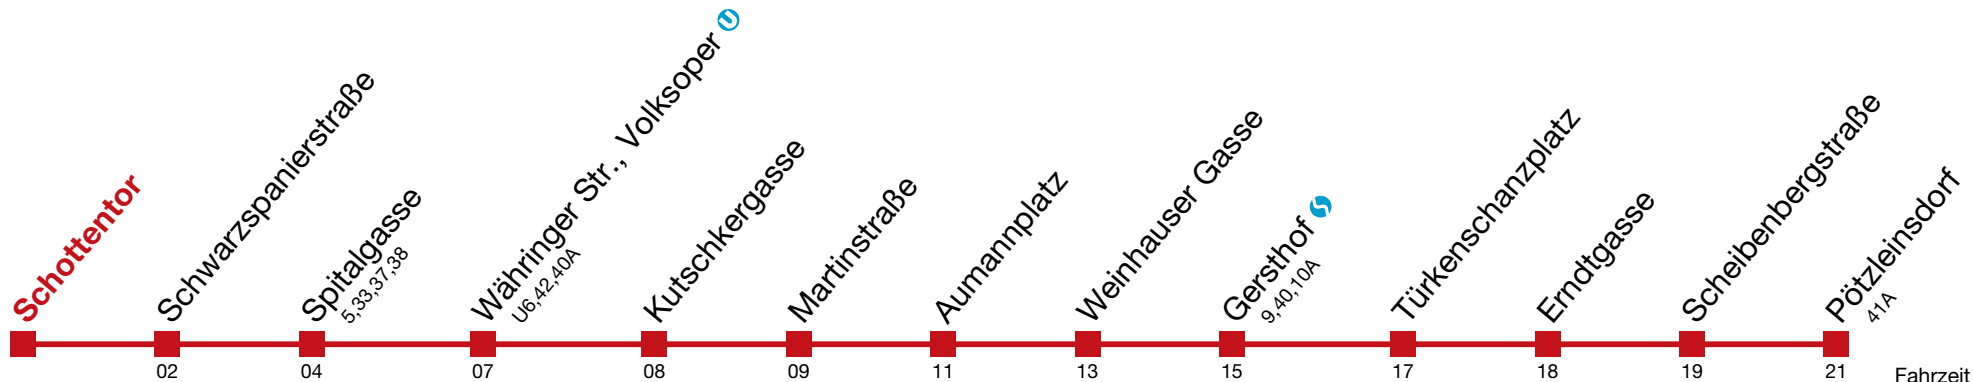 Schottentor
Schwarzspanierstraße
Spitalgasse
5,33,37,38
Währinger Str., Volksoper U
U6,42,40A
Kutschkergasse
Martinstraße
Aumannplatz
Weinhauser Gasse
Gersthof S
9,40,10A
Türkenschanzplatz
Erndtgasse
Scheibenbergstraße
Pötzleinsdorf
41A
02 04 07 08 09 11 13 15 17 18 19 21 Fahrzeit